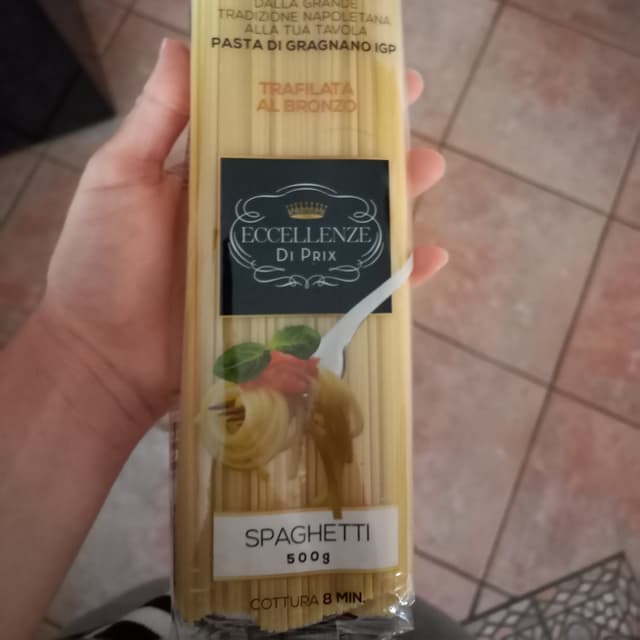 DALLA GRANDE
TRADIZIONE NAPOLETANA
ALLA TUA TAVOLA
PASTA DI GRAGNANO IGP
TRAFILATA
AL BRONZO
ECCELLENZE
DI PRIX
SPAGHETTI
500g
COTTURA 8 MIN.